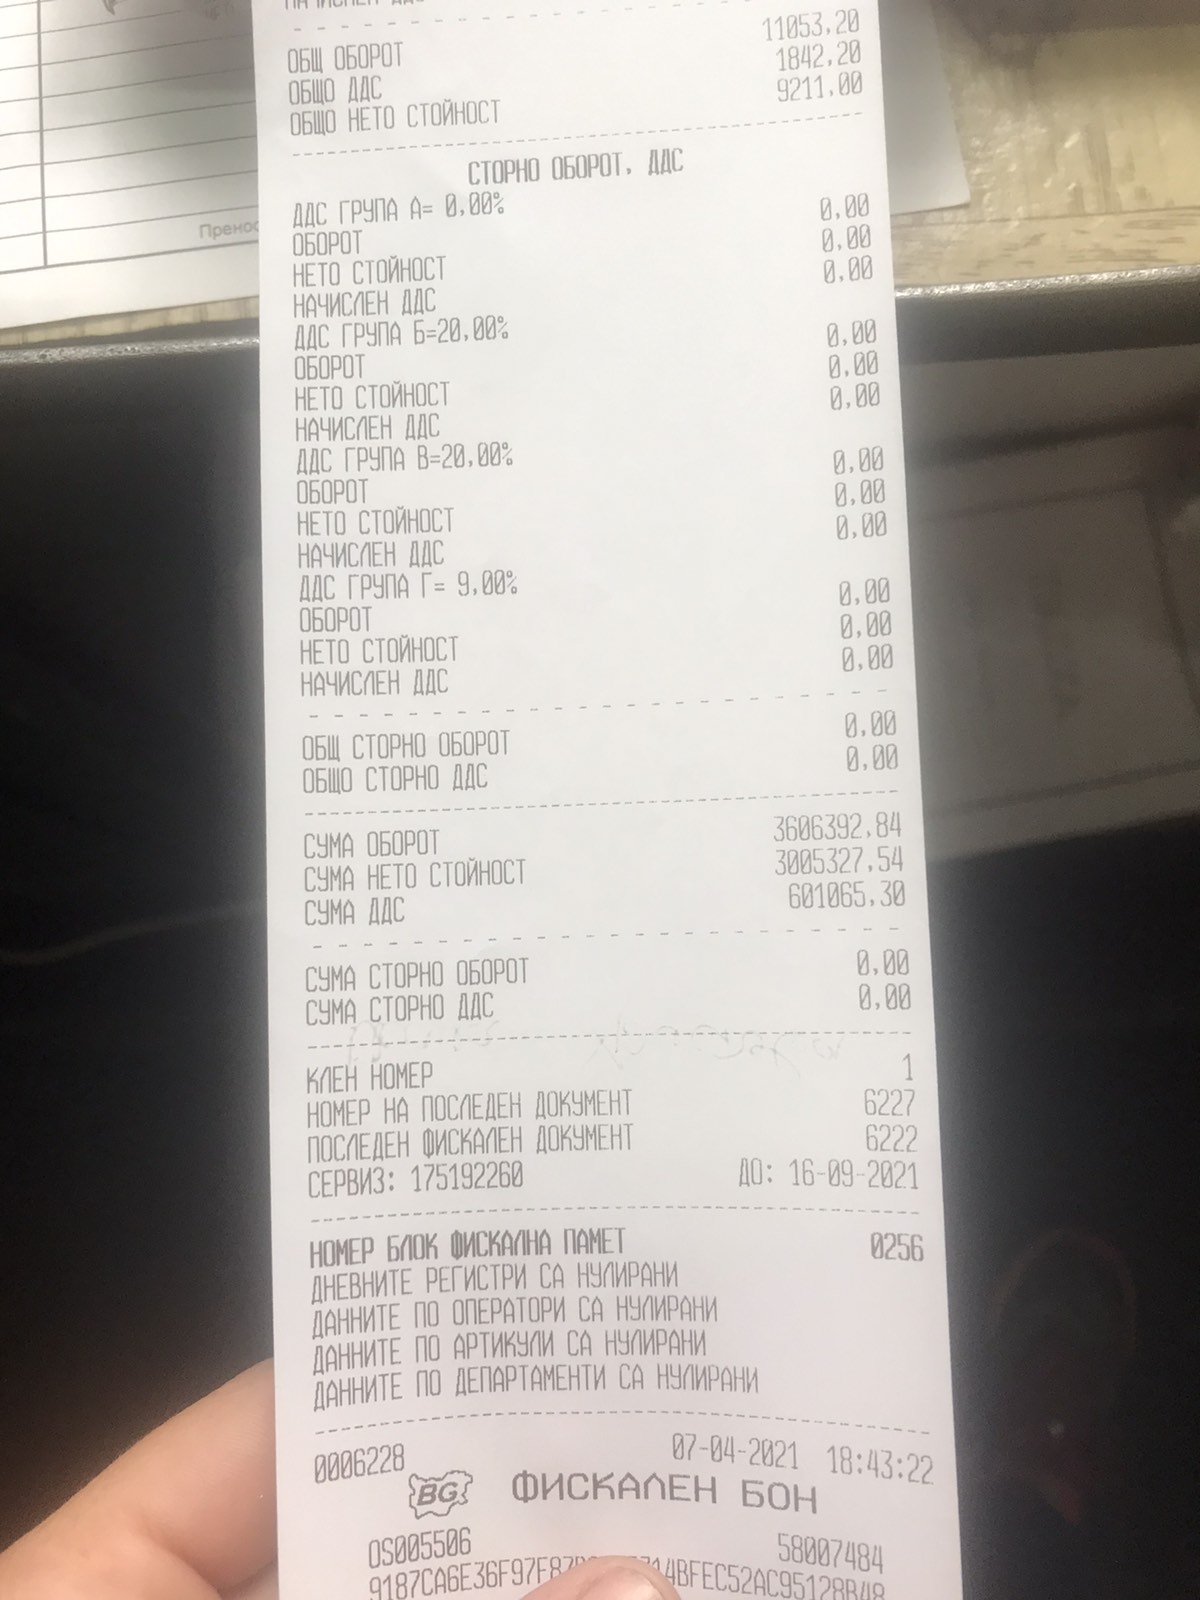 ОБЩ ОБОРОТ 11053,20
ОБЩО ДДС 1842,20
ОБЩО НЕТО СТОЙНОСТ 9211,00
СТОРНО ОБОРОТ, ДДС
ДДС ГРУПА А= 0,00%
ОБОРОТ 0,00
НЕТО СТОЙНОСТ 0,00
НАЧИСЛЕН ДДС 0,00
ДДС ГРУПА Б=20,00%
ОБОРОТ 0,00
НЕТО СТОЙНОСТ 0,00
НАЧИСЛЕН ДДС 0,00
ДДС ГРУПА В=20,00%
ОБОРОТ 0,00
НЕТО СТОЙНОСТ 0,00
НАЧИСЛЕН ДДС 0,00
ДДС ГРУПА Г= 9,00%
ОБОРОТ 0,00
НЕТО СТОЙНОСТ 0,00
НАЧИСЛЕН ДДС 0,00
ОБЩ СТОРНО ОБОРОТ 0,00
ОБЩО СТОРНО ДДС 0,00
СУМА ОБОРОТ 3606392,84
СУМА НЕТО СТОЙНОСТ 3005327,54
СУМА ДДС 601065,30
СУМА СТОРНО ОБОРОТ 0,00
СУМА СТОРНО ДДС 0,00
КЛЕН НОМЕР 1
НОМЕР НА ПОСЛЕДЕН ДОКУМЕНТ 6227
ПОСЛЕДЕН ФИСКАЛЕН ДОКУМЕНТ 6222
СЕРВИЗ: 175192260 ДО: 16-09-2021
НОМЕР БЛОК ФИСКАЛНА ПАМЕТ 0256
ДНЕВНИТЕ РЕГИСТРИ СА НУЛИРАНИ
ДАННИТЕ ПО ОПЕРАТОРИ СА НУЛИРАНИ
ДАННИТЕ ПО АРТИКУЛИ СА НУЛИРАНИ
ДАННИТЕ ПО ДЕПАРТАМЕНТИ СА НУЛИРАНИ
0006228 07-04-2021 18:43:22
BG ФИСКАЛЕН БОН
OS005506 58007484